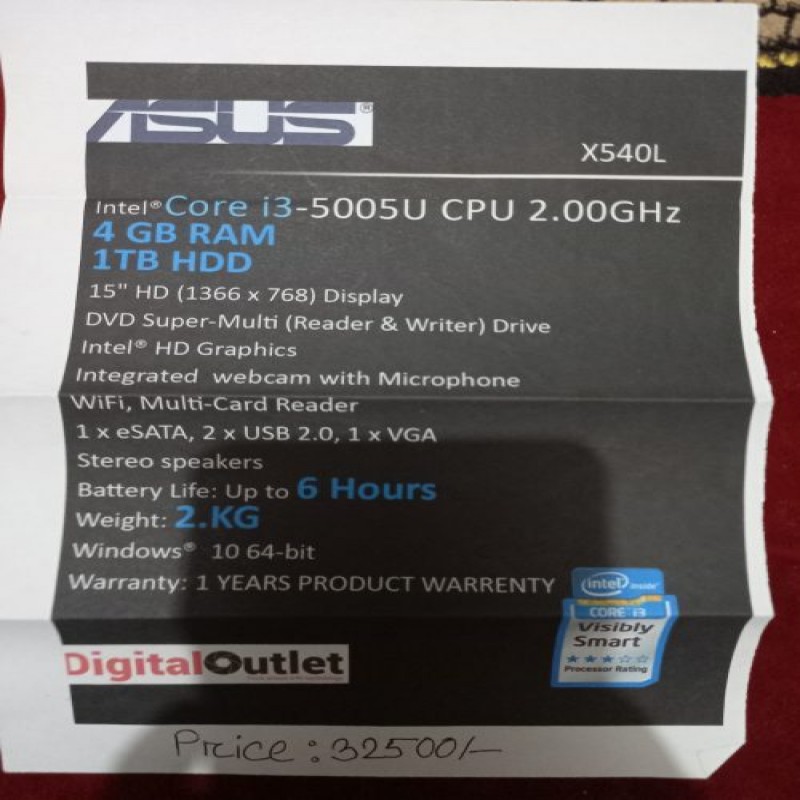 ASUS®
X540L
Intel® Core i3-5005U CPU 2.00GHz
4 GB RAM
1TB HDD
15" HD (1366 x 768) Display
DVD Super-Multi (Reader & Writer) Drive
Intel® HD Graphics
Integrated webcam with Microphone
WiFi, Multi-Card Reader
1 x eSATA, 2 x USB 2.0, 1 x VGA
Stereo speakers
Battery Life: Up to 6 Hours
Weight: 2.KG
Windows® 10 64-bit
Warranty: 1 YEARS PRODUCT WARRENTY
intel inside
CORE i3
Visibly
Smart
Processor Rating
DigitalOutlet
Price : 32500/-